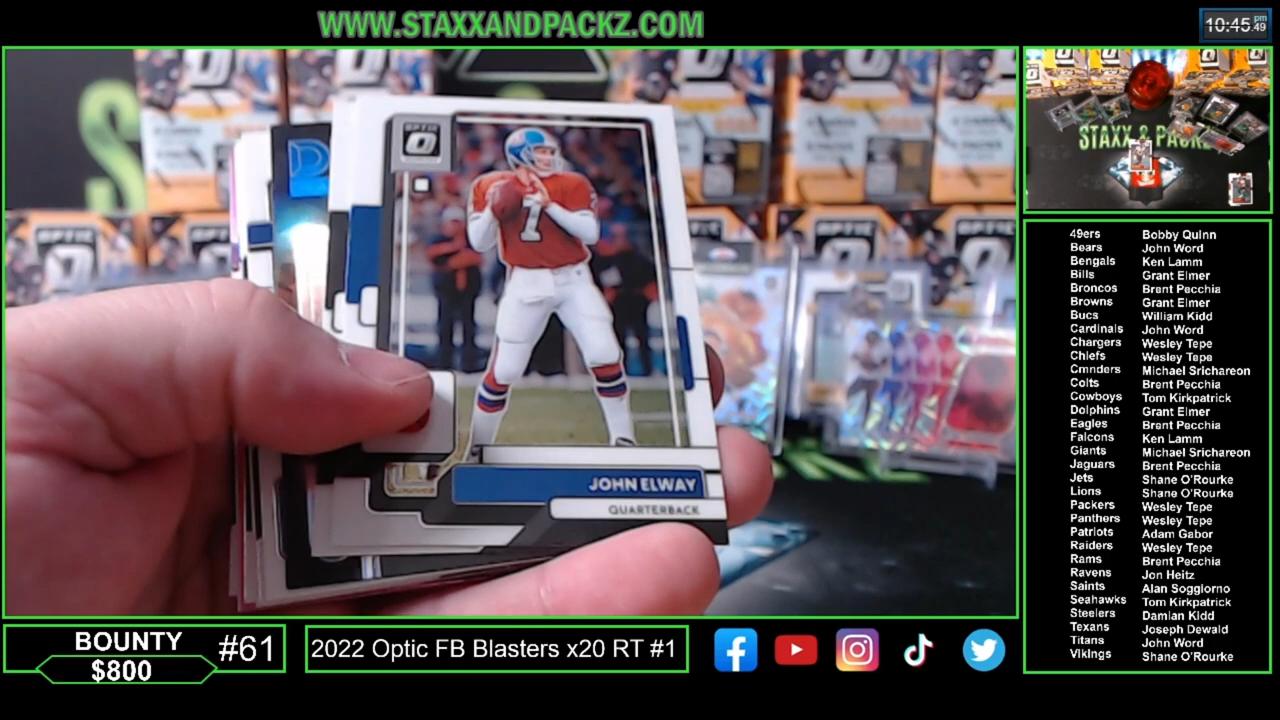 WWW.STAXXANDPACKZ.COM
10:45 pm 49
OPTIC
7
JOHN ELWAY
QUARTERBACK
STAXX & PACKZ
49ers Bobby Quinn
Bears John Word
Bengals Ken Lamm
Bills Grant Elmer
Broncos Brent Pecchia
Browns Grant Elmer
Bucs William Kidd
Cardinals John Word
Chargers Wesley Tepe
Chiefs Wesley Tepe
Cmnders Michael Srichareon
Colts Brent Pecchia
Cowboys Tom Kirkpatrick
Dolphins Grant Elmer
Eagles Brent Pecchia
Falcons Ken Lamm
Giants Michael Srichareon
Jaguars Brent Pecchia
Jets Shane O'Rourke
Lions Shane O'Rourke
Packers Wesley Tepe
Panthers Wesley Tepe
Patriots Adam Gabor
Raiders Wesley Tepe
Rams Brent Pecchia
Ravens Jon Heitz
Saints Alan Soggiorno
Seahawks Tom Kirkpatrick
Steelers Damian Kidd
Texans Joseph Dewald
Titans John Word
Vikings Shane O'Rourke
BOUNTY
$800
#61
2022 Optic FB Blasters x20 RT #1